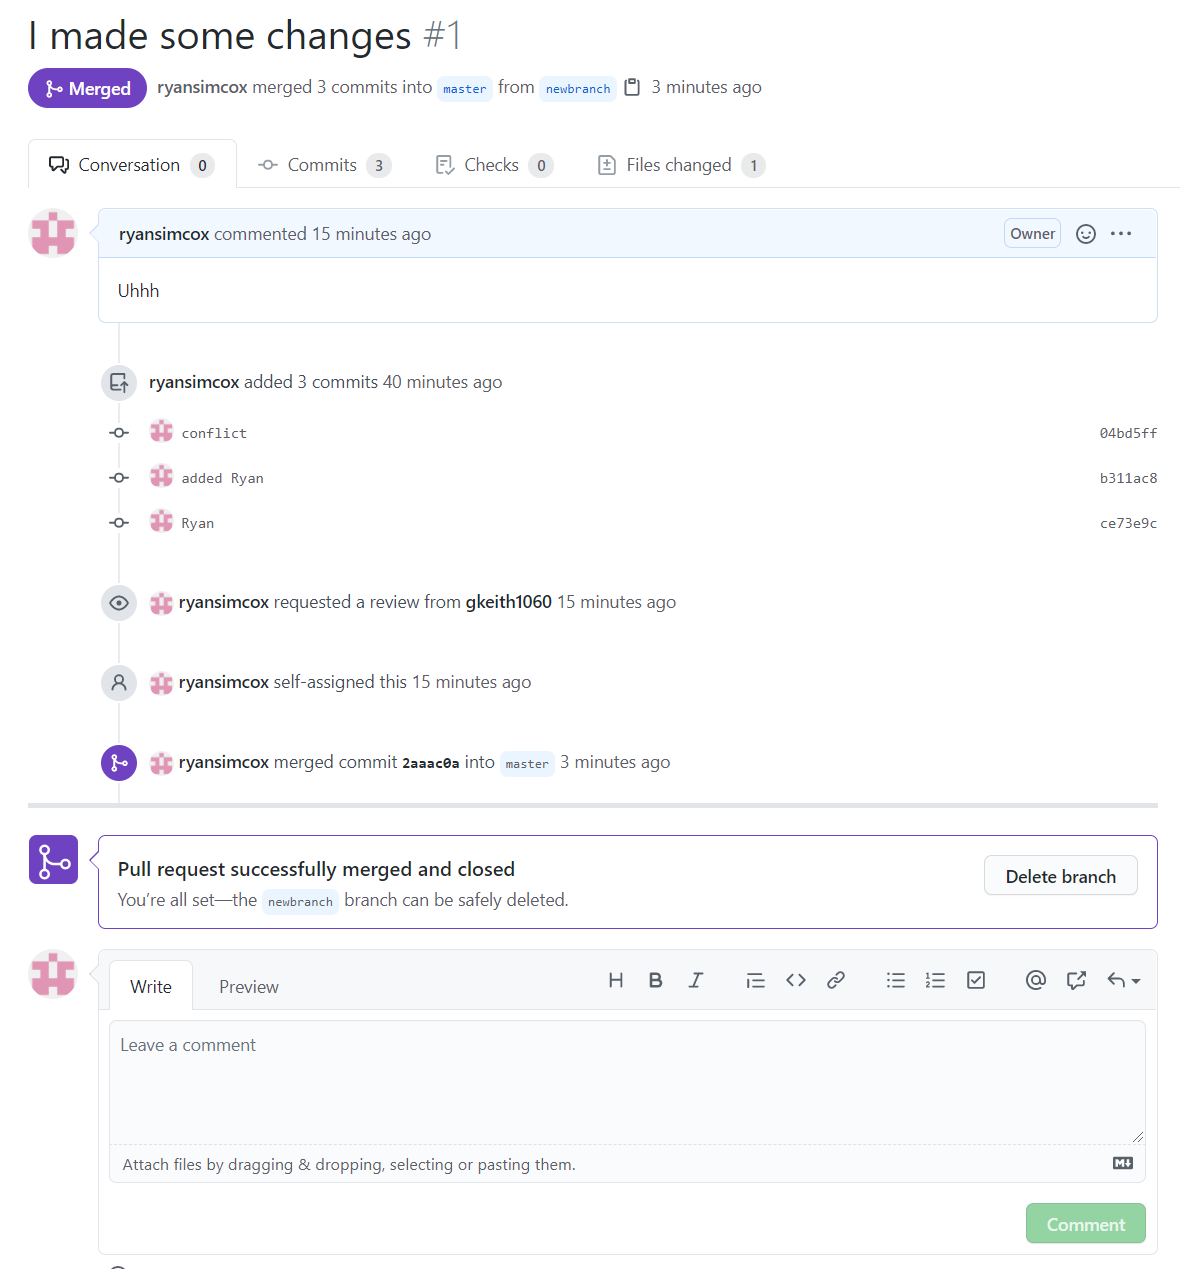 I made some changes #1
Merged ryansimcox merged 3 commits into master from newbranch 3 minutes ago
Conversation 0 Commits 3 Checks 0 Files changed 1
ryansimcox commented 15 minutes ago Owner
Uhhh
ryansimcox added 3 commits 40 minutes ago
conflict 04bd5ff
added Ryan b311ac8
Ryan ce73e9c
ryansimcox requested a review from gkeith1060 15 minutes ago
ryansimcox self-assigned this 15 minutes ago
ryansimcox merged commit 2aaac0a into master 3 minutes ago
Pull request successfully merged and closed
You’re all set—the newbranch branch can be safely deleted.
Delete branch
Write Preview
Leave a comment
Attach files by dragging & dropping, selecting or pasting them.
Comment